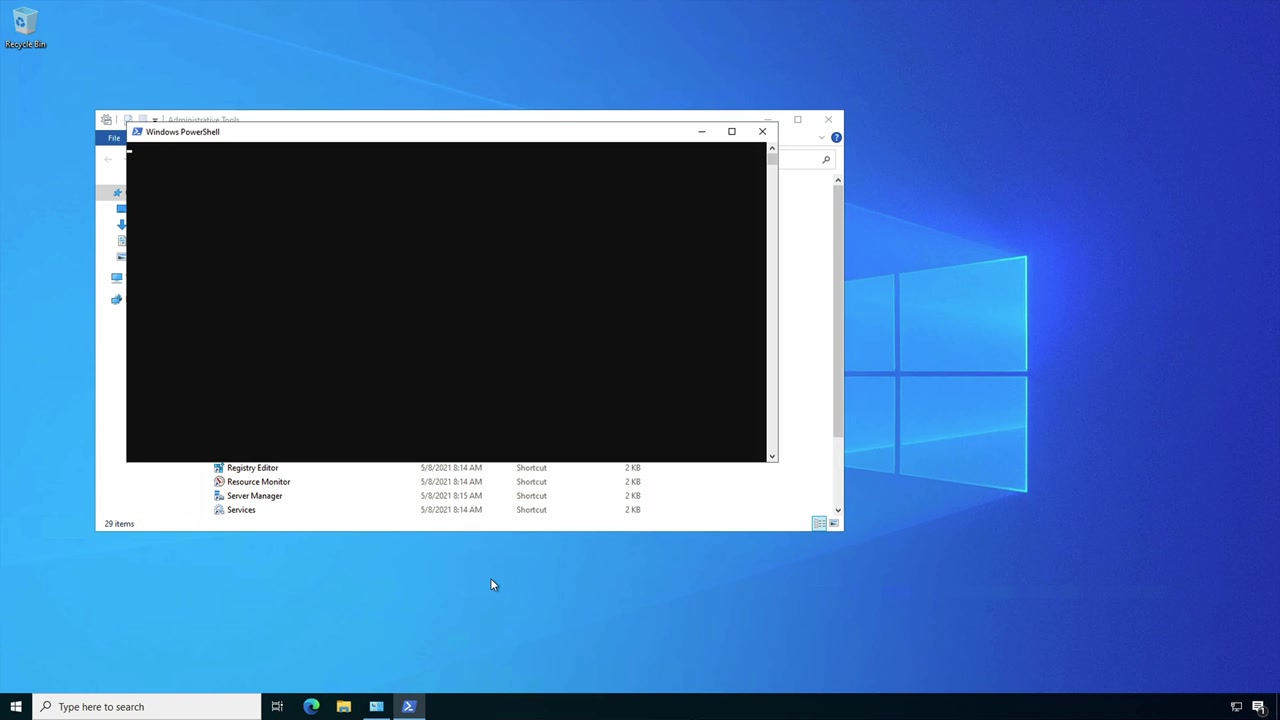 Recycle Bin
Administrative Tools
Windows PowerShell
File
Registry Editor 5/8/2021 8:14 AM Shortcut 2 KB
Resource Monitor 5/8/2021 8:14 AM Shortcut 2 KB
Server Manager 5/8/2021 8:15 AM Shortcut 2 KB
Services 5/8/2021 8:14 AM Shortcut 2 KB
29 items
Type here to search